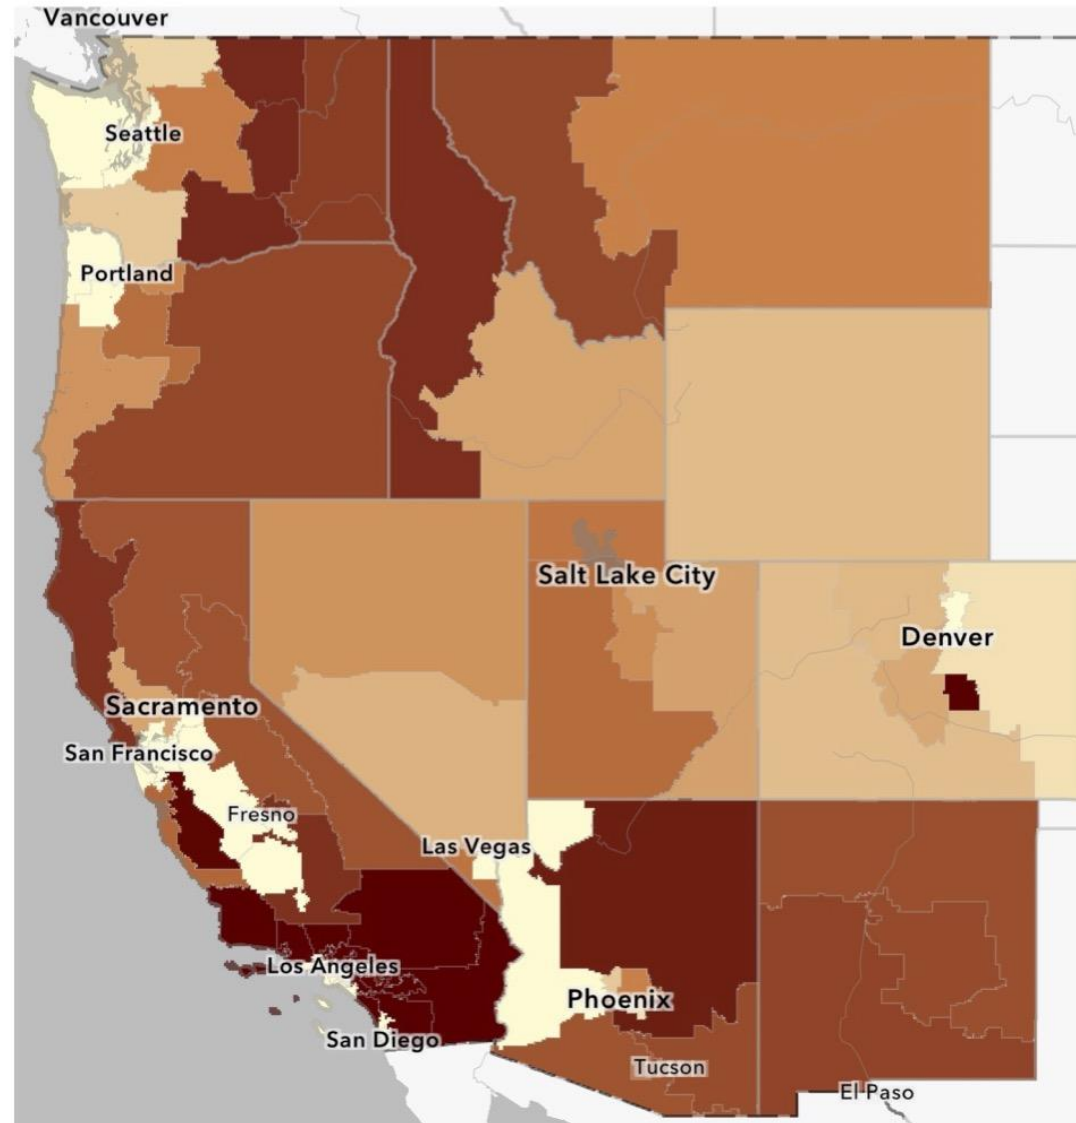 Vancouver
Seattle
Portland
Salt Lake City
Denver
Sacramento
San Francisco
Fresno
Las Vegas
Los Angeles
Phoenix
San Diego
Tucson
El Paso